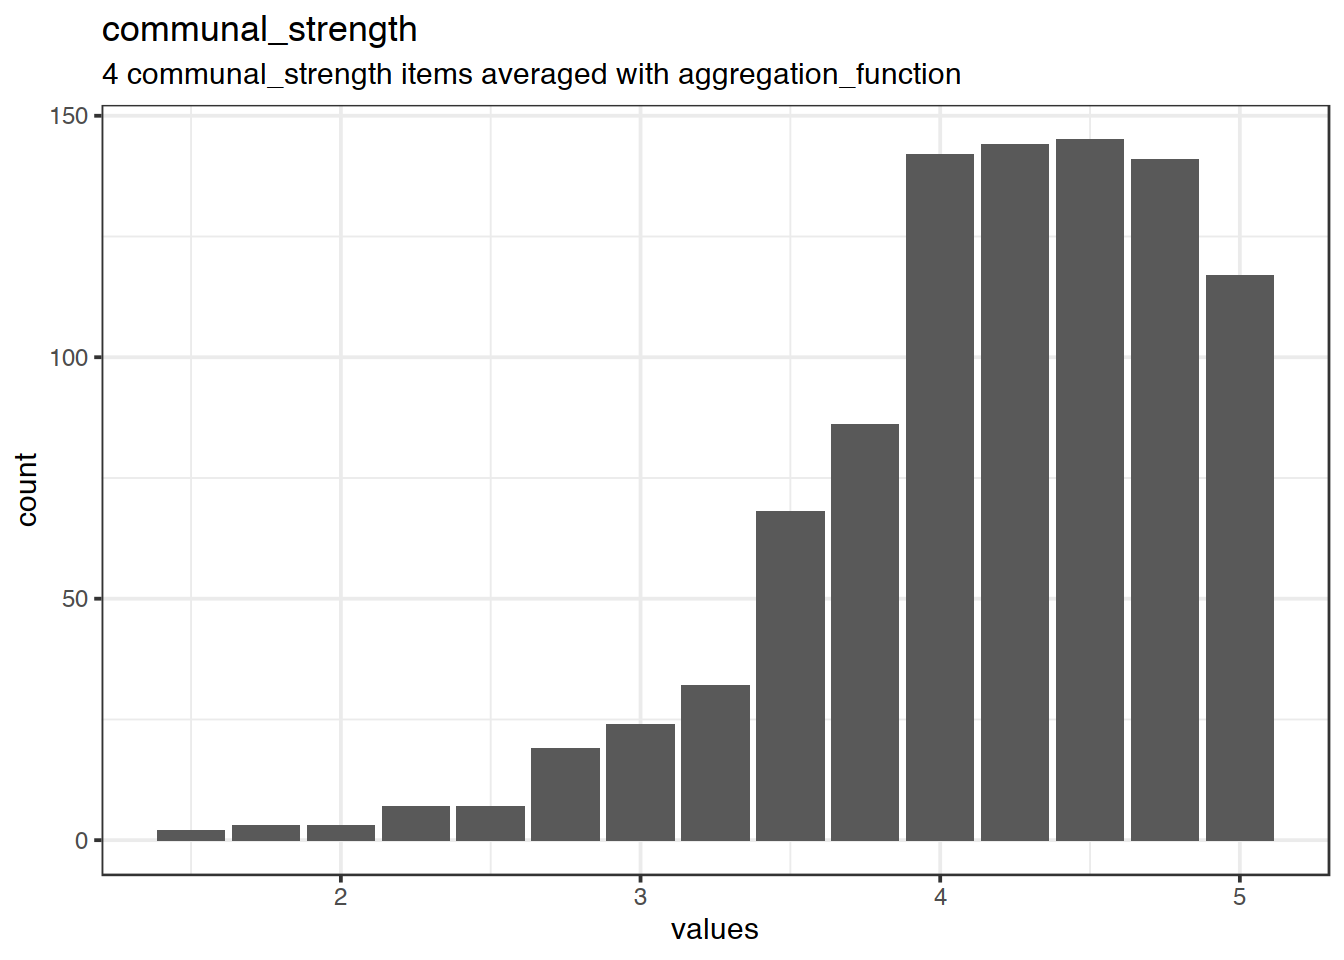 communal_strength
4 communal_strength items averaged with aggregation_function
150
100
50
0
count
2
3
4
5
values